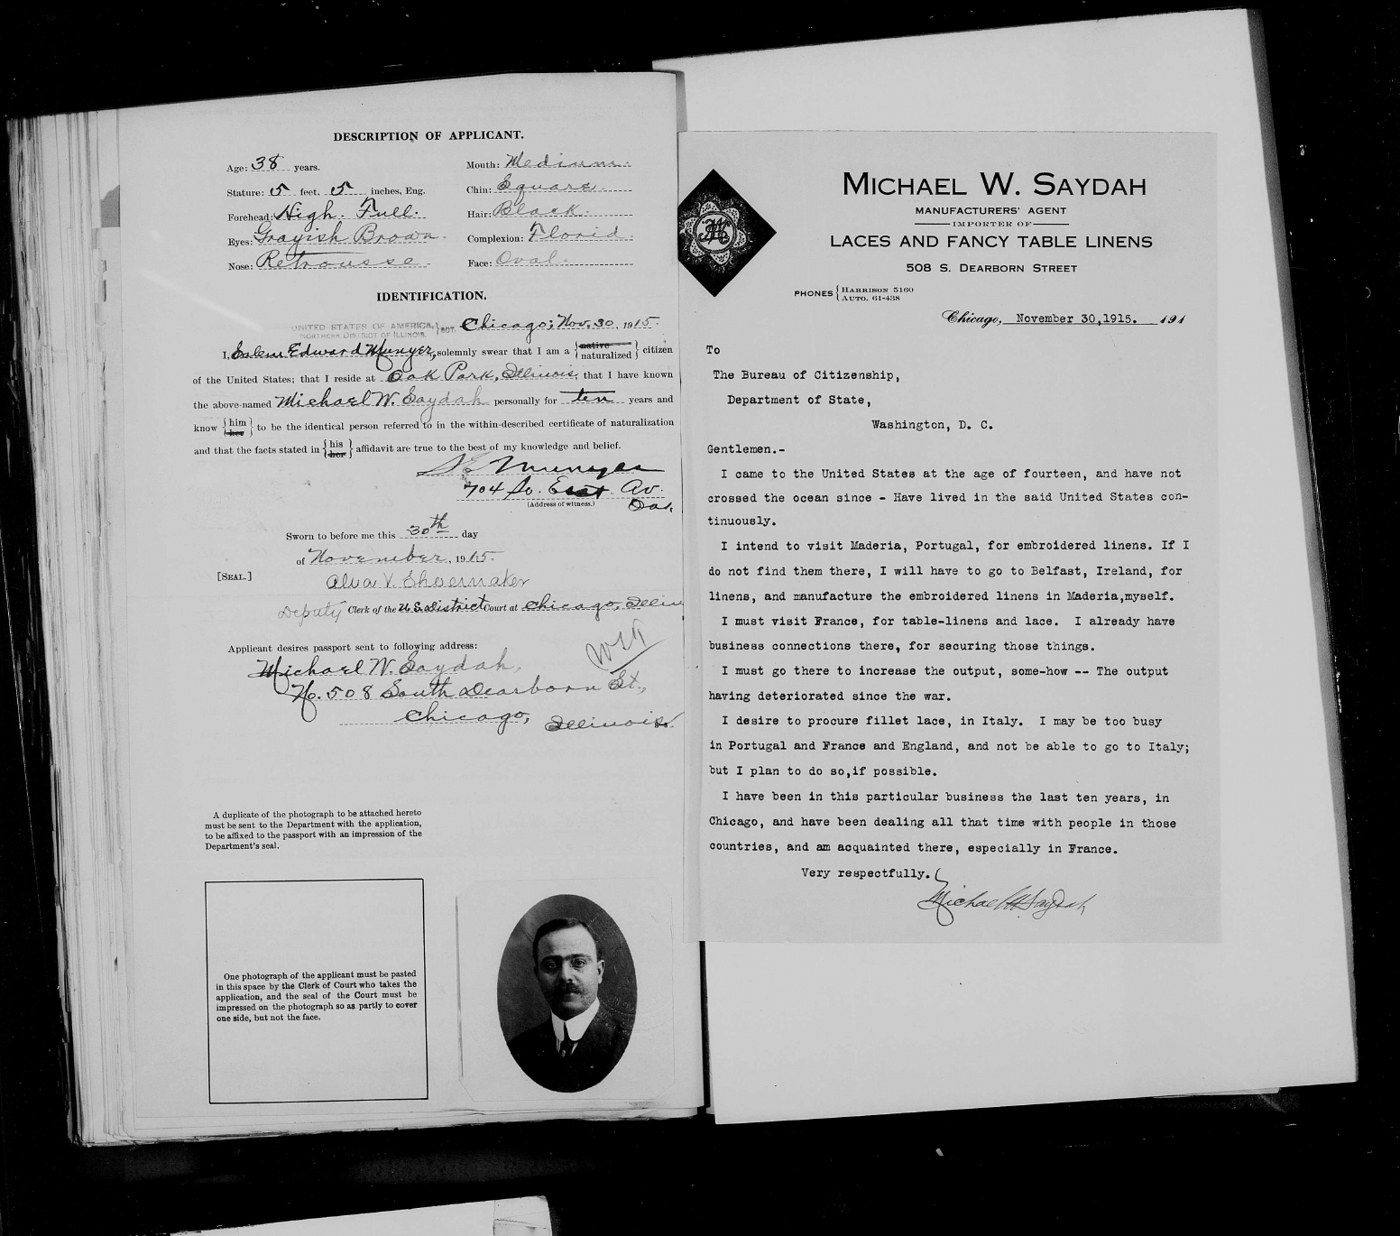 DESCRIPTION OF APPLICANT.
Age: 38 years.
Mouth: Medium.
Stature: 5 feet, 5 inches, Eng.
Chin: Square
Forehead: High. Full.
Hair: Black.
Eyes: Grayish Brown.
Complexion: Florid.
Nose: Retrousse.
Face: Oval.
IDENTIFICATION.
UNITED STATES OF AMERICA,
NORTHERN DISTRICT OF ILLINOIS. } SCT. Chicago, Nov. 30, 1915.
I, Salem Edward Munyer, solemnly swear that I am a { native naturalized } citizen
of the United States; that I reside at Oak Park, Illinois, that I have known
the above-named Michael W. Saydah personally for ten years and
know { him her } to be the identical person referred to in the within-described certificate of naturalization
and that the facts stated in { his her } affidavit are true to the best of my knowledge and belief.
S. E. Munyer
704 So. East Av.
(Address of witness.) Oak
Sworn to before me this 30th day
of November, 1915.
[SEAL.]
Alva V. Shoemaker
Deputy Clerk of the U.S. District Court at Chicago, Illin
Applicant desires passport sent to following address:
Michael W. Saydah,
No. 508 South Dearborn St.,
Chicago, Illinois.
A duplicate of the photograph to be attached hereto
must be sent to the Department with the application,
to be affixed to the passport with an impression of the
Department's seal.
One photograph of the applicant must be pasted
in this space by the Clerk of Court who takes the
application, and the seal of the Court must be
impressed on the photograph so as partly to cover
one side, but not the face.
MICHAEL W. SAYDAH
MANUFACTURERS' AGENT
IMPORTER OF
LACES AND FANCY TABLE LINENS
508 S. DEARBORN STREET
PHONES { HARRISON 5160
AUTO. 61-438
Chicago, November 30,1915. 191
To
The Bureau of Citizenship,
Department of State,
Washington, D. C.
Gentlemen.-
I came to the United States at the age of fourteen, and have not
crossed the ocean since - Have lived in the said United States con-
tinuously.
I intend to visit Maderia, Portugal, for embroidered linens. If I
do not find them there, I will have to go to Belfast, Ireland, for
linens, and manufacture the embroidered linens in Maderia,myself.
I must visit France, for table-linens and lace. I already have
business connections there, for securing those things.
I must go there to increase the output, some-how -- The output
having deteriorated since the war.
I desire to procure fillet lace, in Italy. I may be too busy
in Portugal and France and England, and not be able to go to Italy;
but I plan to do so,if possible.
I have been in this particular business the last ten years, in
Chicago, and have been dealing all that time with people in those
countries, and am acquainted there, especially in France.
Very respectfully.
Michael W. Saydah